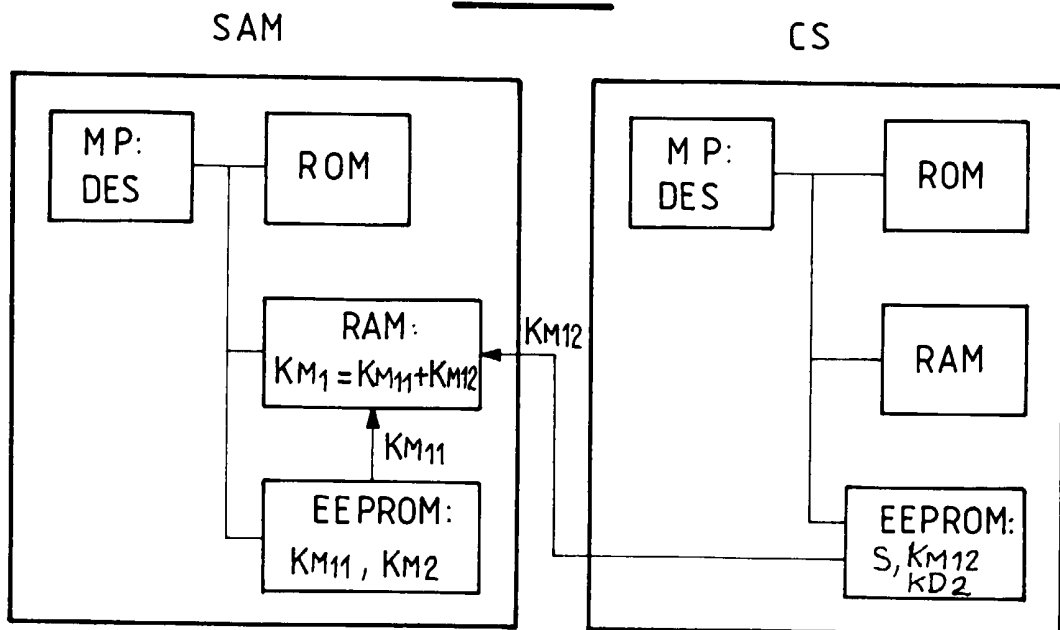 SAM
MP:
DES
ROM
RAM:
KM1 = KM11+KM12
KM11
EEPROM:
KM11 , KM2
KM12
CS
MP:
DES
ROM
RAM
EEPROM:
S, KM12
KD2